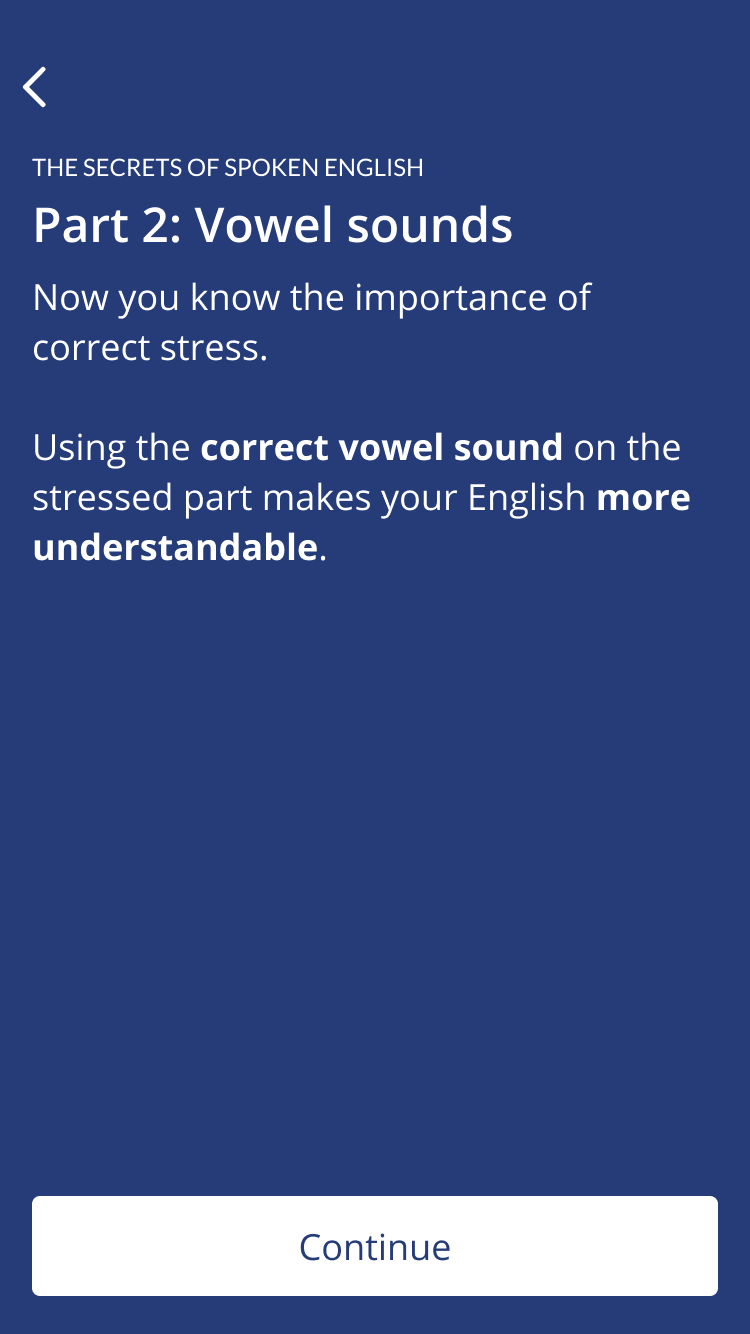 THE SECRETS OF SPOKEN ENGLISH
Part 2: Vowel sounds
Now you know the importance of
correct stress.
Using the correct vowel sound on the
stressed part makes your English more
understandable.
Continue